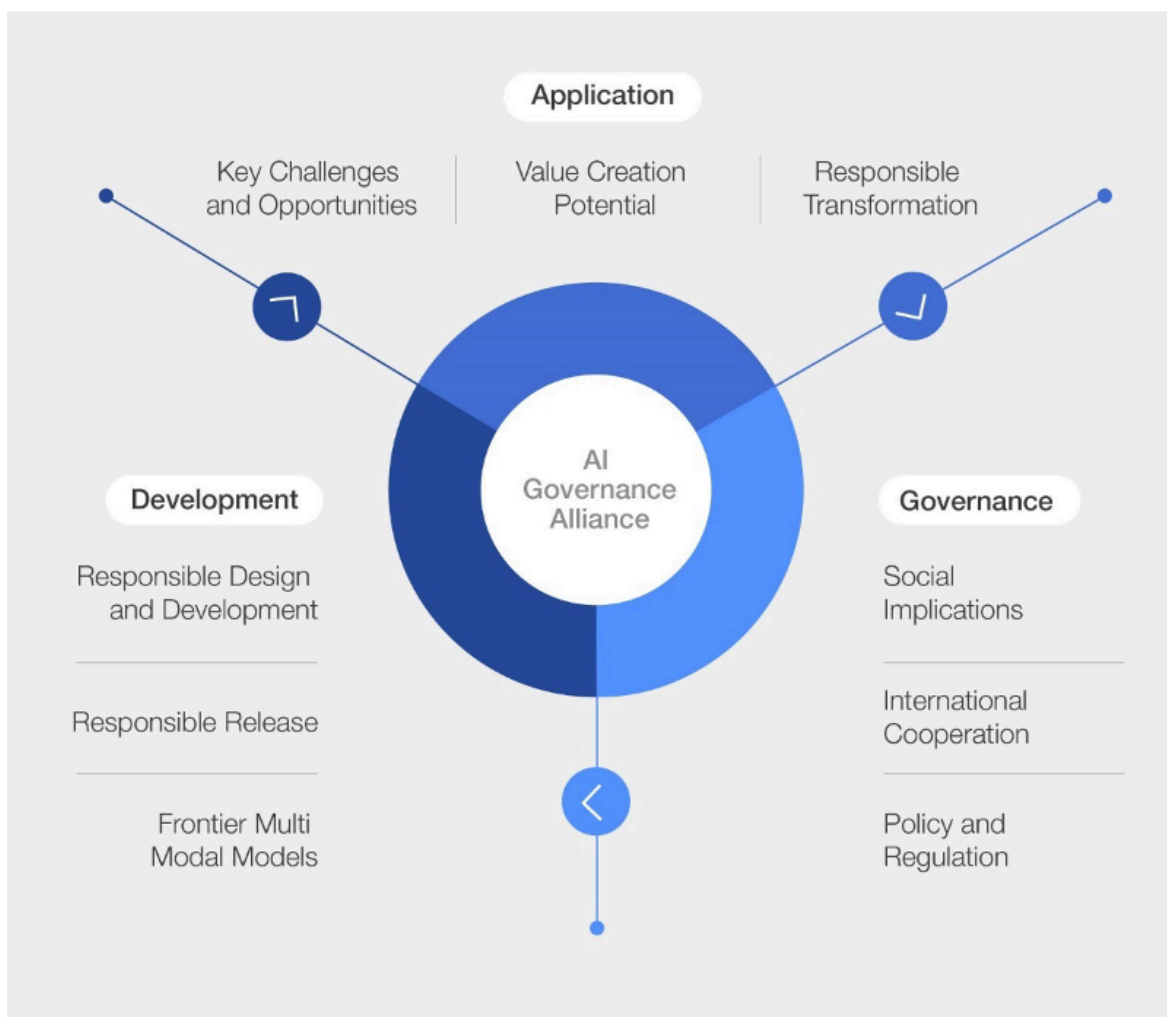 Application
Key Challenges
and Opportunities
Value Creation
Potential
Responsible
Transformation
AI
Governance
Alliance
Development
Responsible Design
and Development
Responsible Release
Frontier Multi
Modal Models
Governance
Social
Implications
International
Cooperation
Policy and
Regulation